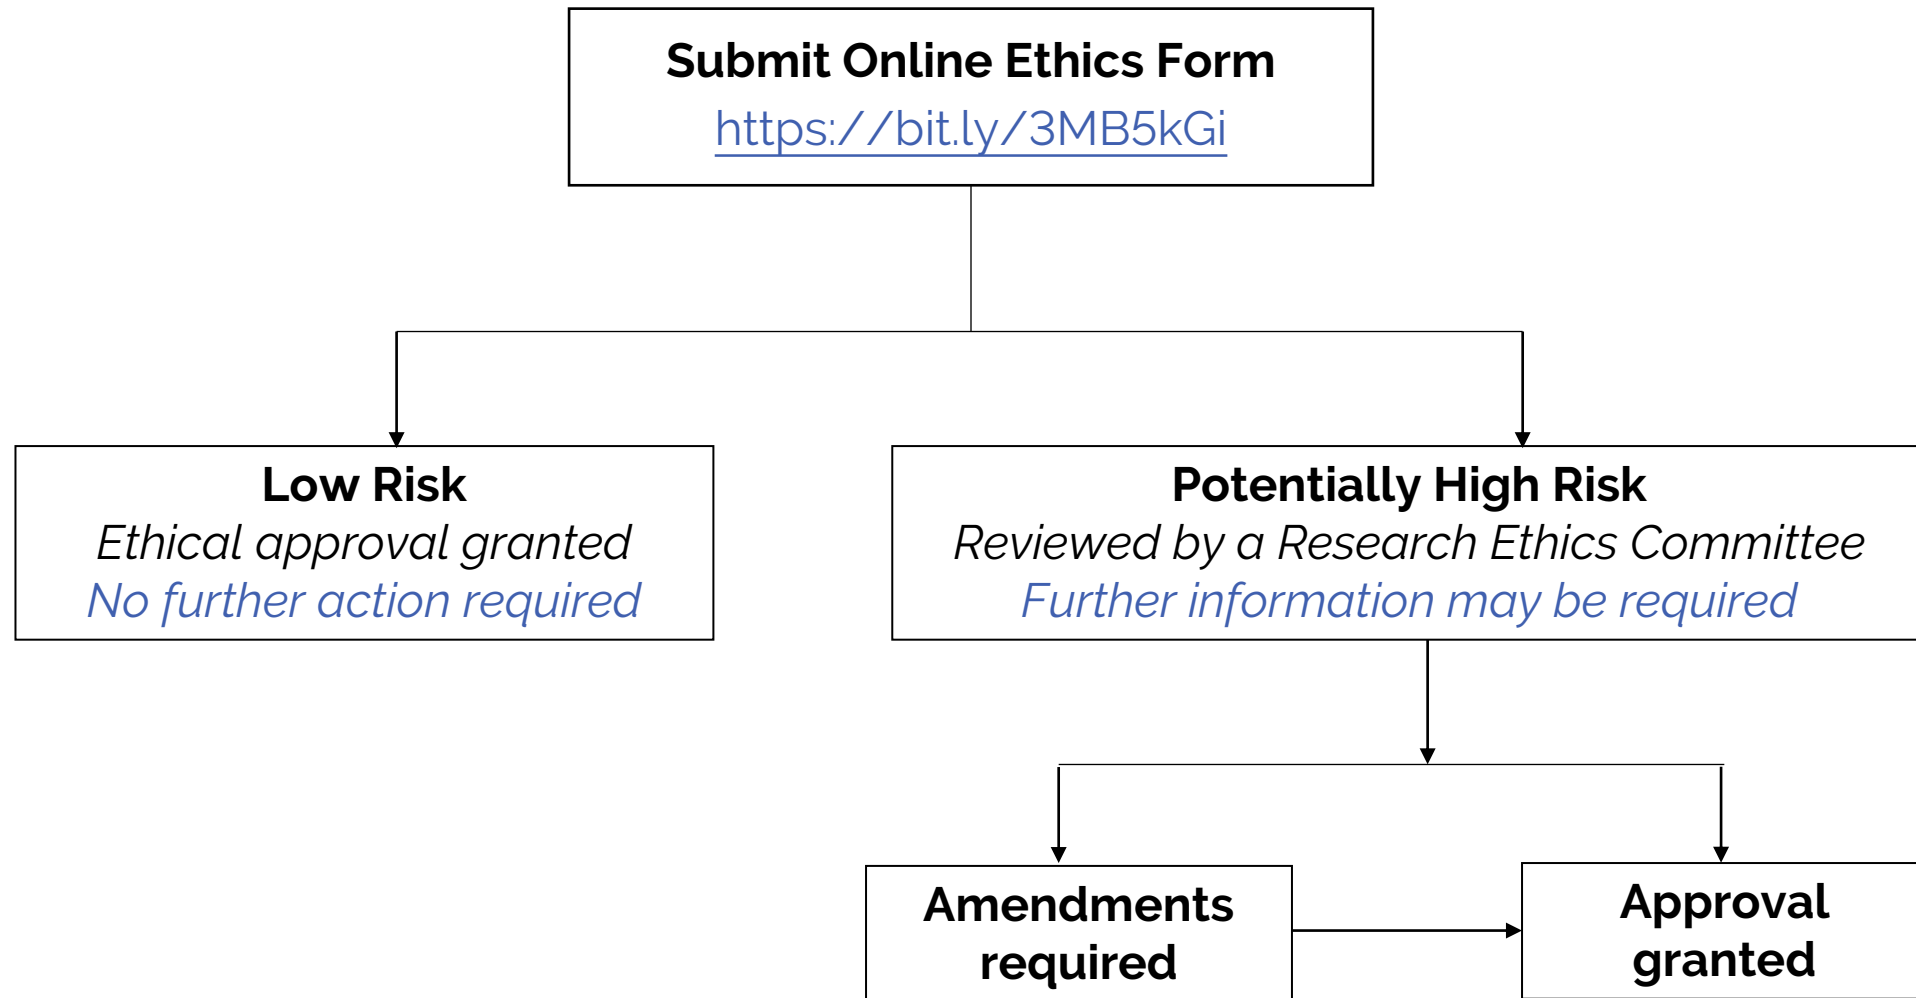 Submit Online Ethics Form
https://bit.ly/3MB5kGi
Low Risk
Ethical approval granted
No further action required
Potentially High Risk
Reviewed by a Research Ethics Committee
Further information may be required
Amendments
required
Approval
granted